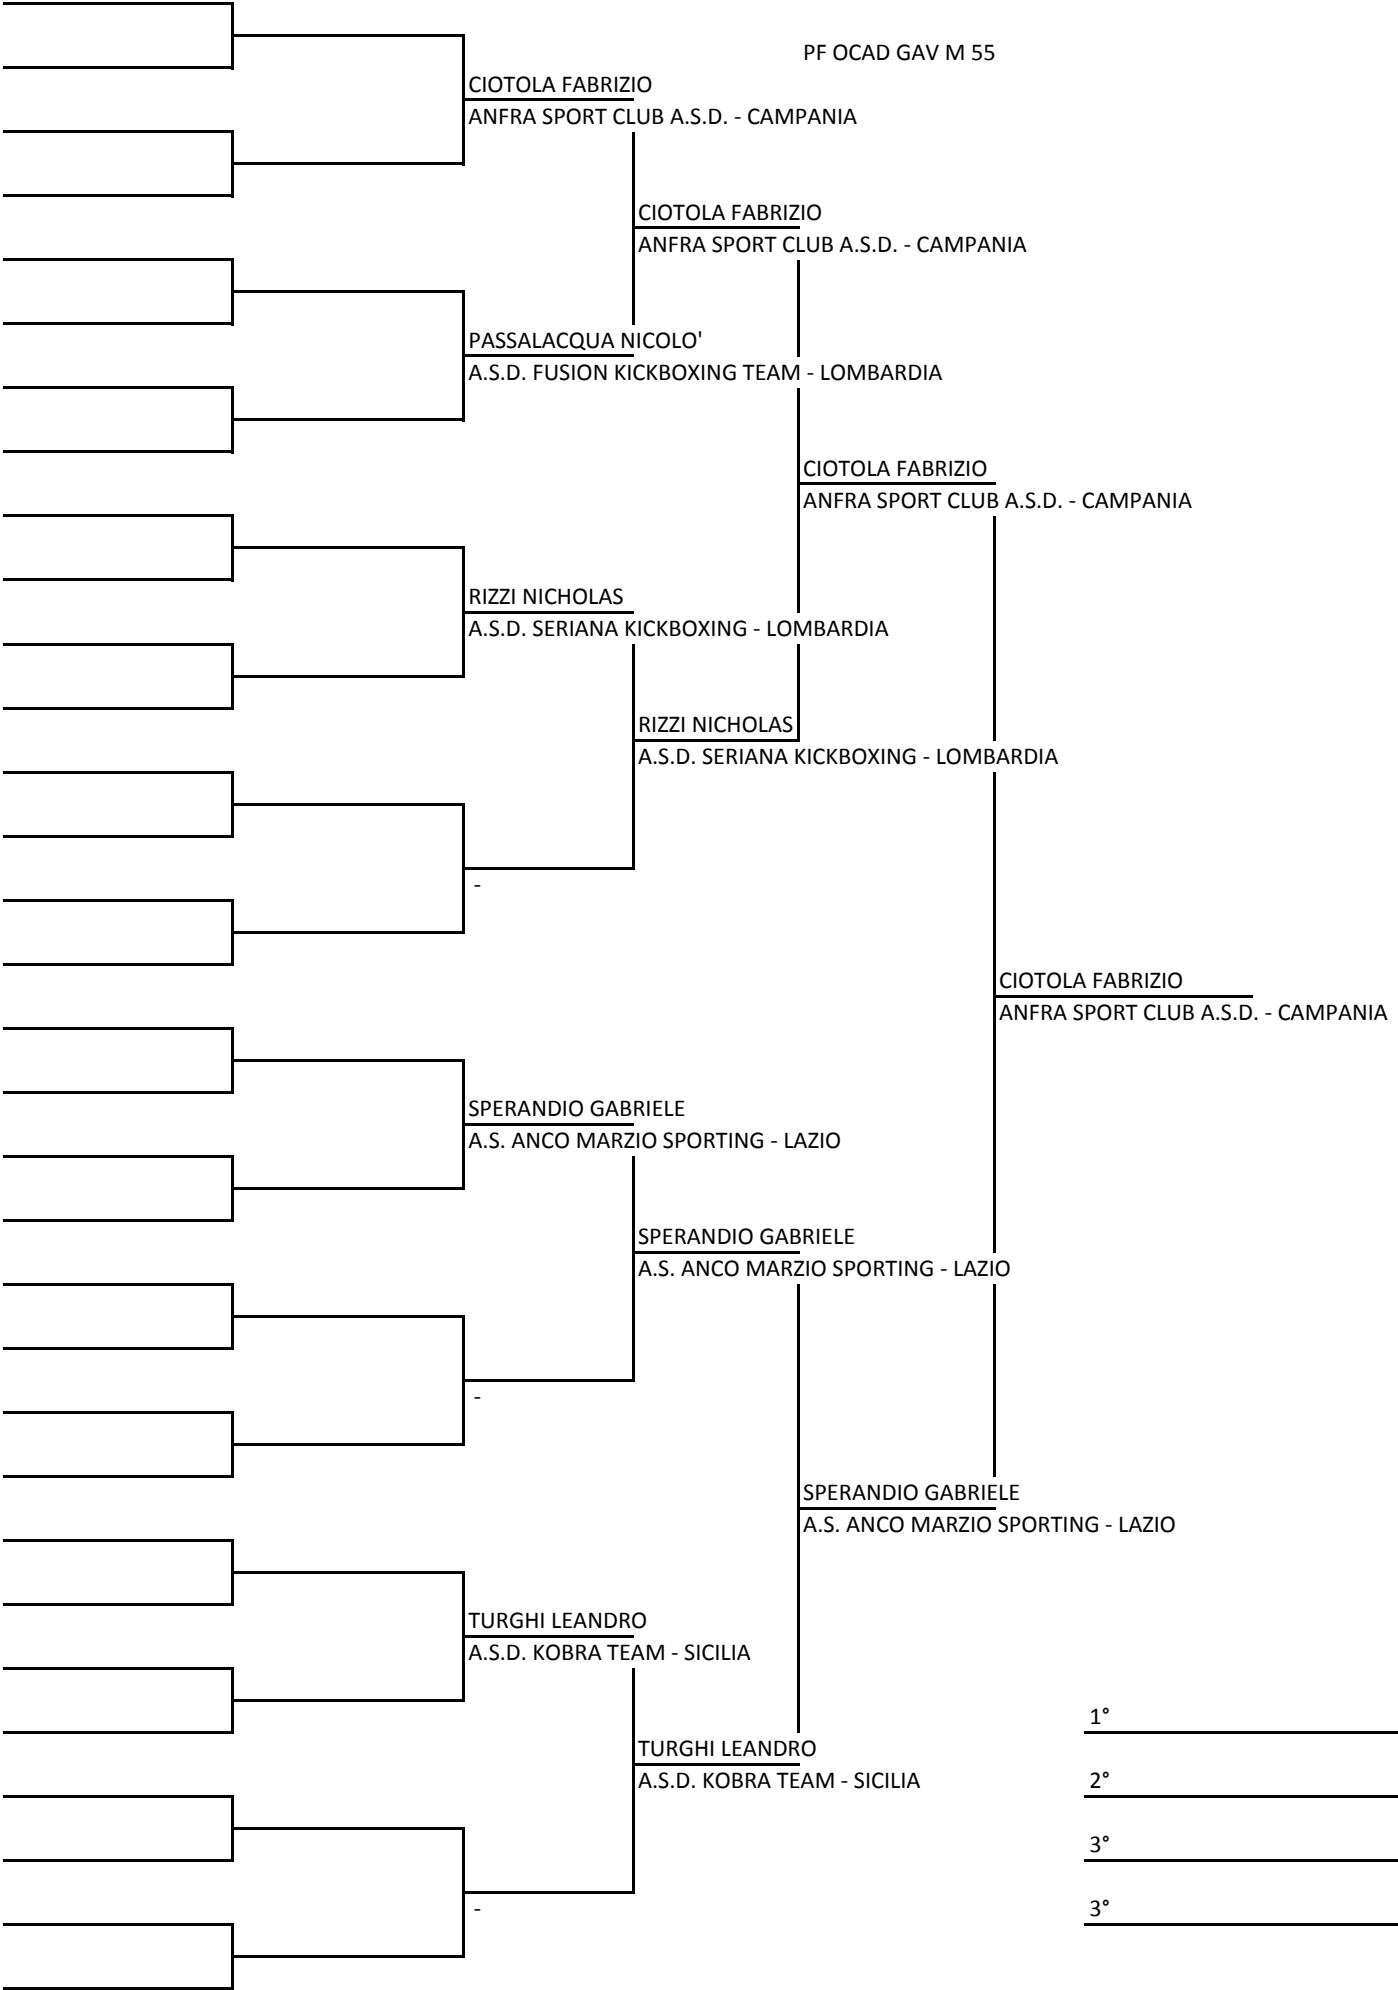 PF OCAD GAV M 55
CIOTOLA FABRIZIO
ANFRA SPORT CLUB A.S.D. - CAMPANIA
CIOTOLA FABRIZIO
ANFRA SPORT CLUB A.S.D. - CAMPANIA
PASSALACQUA NICOLO'
A.S.D. FUSION KICKBOXING TEAM - LOMBARDIA
CIOTOLA FABRIZIO
ANFRA SPORT CLUB A.S.D. - CAMPANIA
RIZZI NICHOLAS
A.S.D. SERIANA KICKBOXING - LOMBARDIA
RIZZI NICHOLAS
A.S.D. SERIANA KICKBOXING - LOMBARDIA
-
CIOTOLA FABRIZIO
ANFRA SPORT CLUB A.S.D. - CAMPANIA
SPERANDIO GABRIELE
A.S. ANCO MARZIO SPORTING - LAZIO
SPERANDIO GABRIELE
A.S. ANCO MARZIO SPORTING - LAZIO
-
SPERANDIO GABRIELE
A.S. ANCO MARZIO SPORTING - LAZIO
TURGHI LEANDRO
A.S.D. KOBRA TEAM - SICILIA
1°
TURGHI LEANDRO
A.S.D. KOBRA TEAM - SICILIA
2°
3°
-
3°